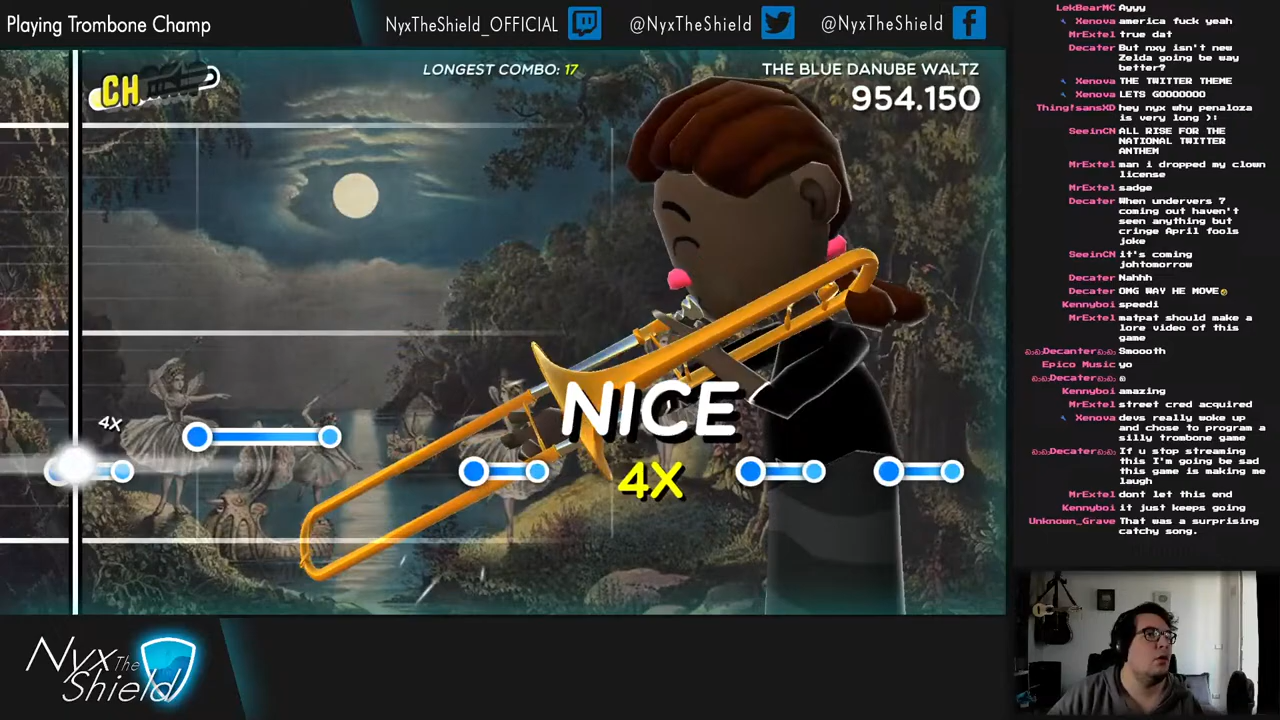 Playing Trombone Champ
NyxTheShield_OFFICIAL
@NyxTheShield
@NyxTheShield
CH
LONGEST COMBO: 17
THE BLUE DANUBE WALTZ
954.150
4X
NICE
4X
Nyx The
Shield
LekBearMC Ayyy
Xenova america fuck yeah
MrExtel true dat
Decater But nxy isn't new
Zelda going be way
better?
Xenova THE TWITTER THEME
Xenova LETS GOOOOOOO
Thing!sansXD hey nyx why penaloza
is very long ):
SeeinCN ALL RISE FOR THE
NATIONAL TWITTER
ANTHEM
MrExtel man i dropped my clown
license
MrExtel sadge
Decater When undervers 7
coming out haven't
seen anything but
cringe April fools
joke
SeeinCN it's coming
johtomorrow
Decater Nahhh
Decater OMG WAY HE MOVE
Kennyboi speedi
MrExtel matpat should make a
lore video of this
game
Decanter Smoooth
Epico Music yo
Decater
Kennyboi amazing
MrExtel street cred acquired
Xenova devs really woke up
and chose to program a
silly trombone game
Decater If u stop streaming
this I'm going be sad
this game is making me
laugh
MrExtel dont let this end
Kennyboi it just keeps going
Unknown_Grave That was a surprising
catchy song.